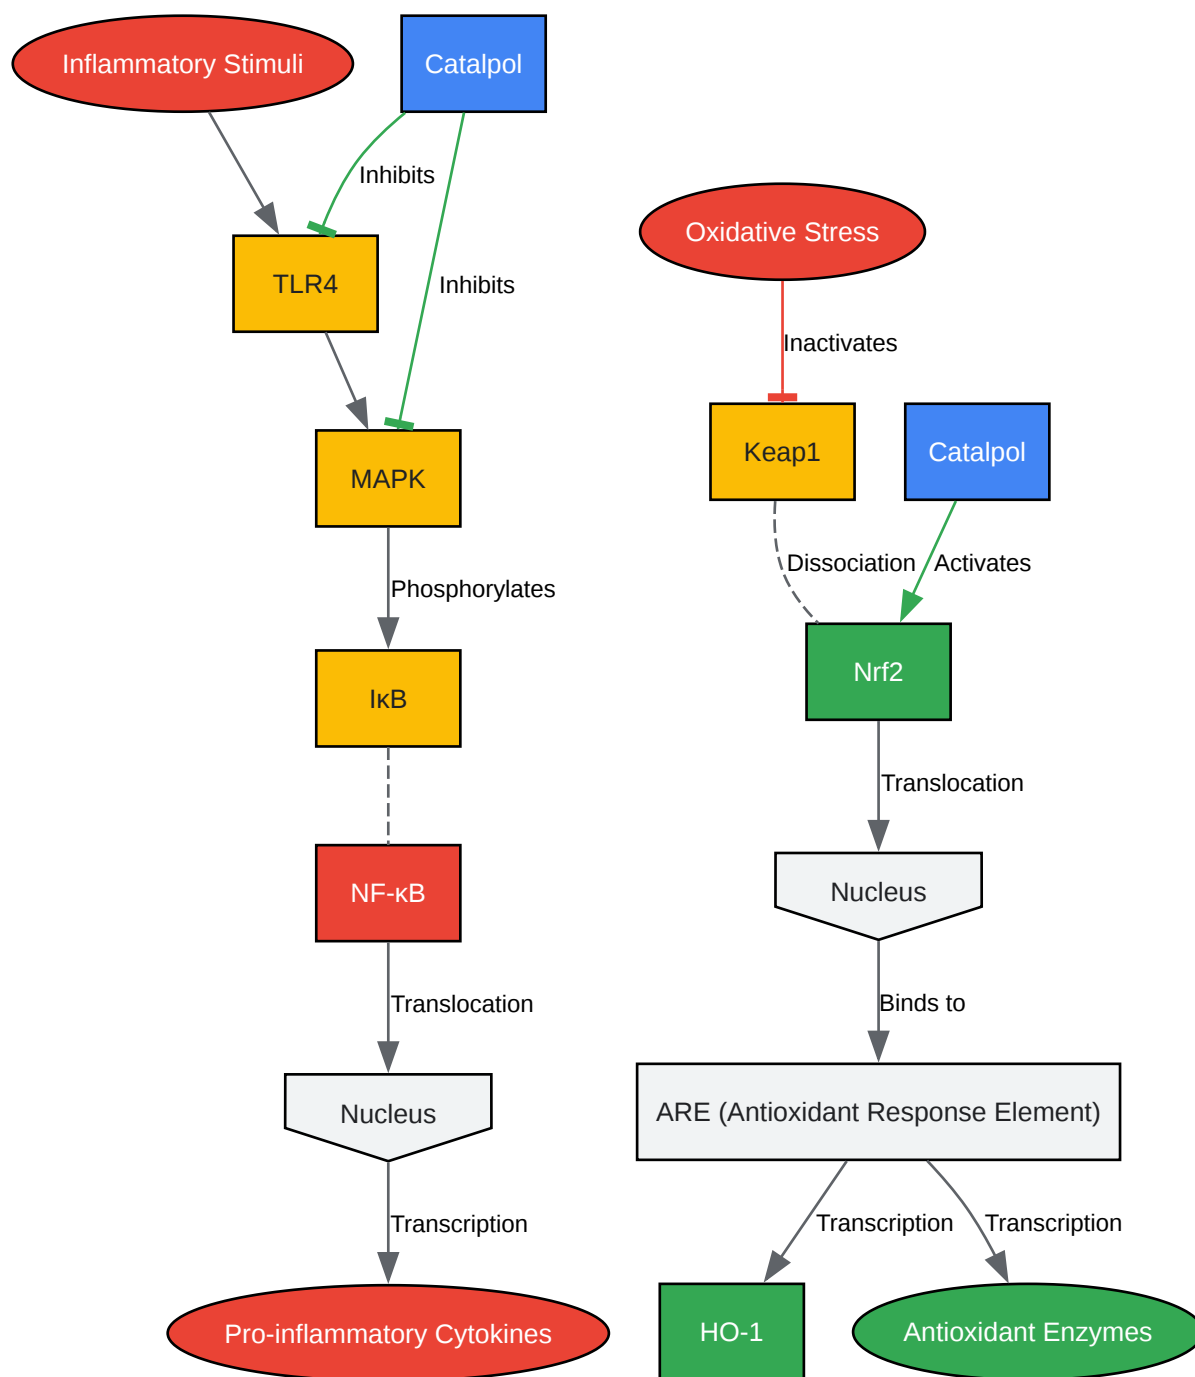 Inflammatory Stimuli
Catalpol
Inhibits
TLR4
Inhibits
MAPK
Phosphorylates
IκB
NF-κB
Translocation
Nucleus
Transcription
Pro-inflammatory Cytokines
Oxidative Stress
Inactivates
Keap1
Catalpol
Dissociation
Activates
Nrf2
Translocation
Nucleus
Binds to
ARE (Antioxidant Response Element)
Transcription
Transcription
HO-1
Antioxidant Enzymes